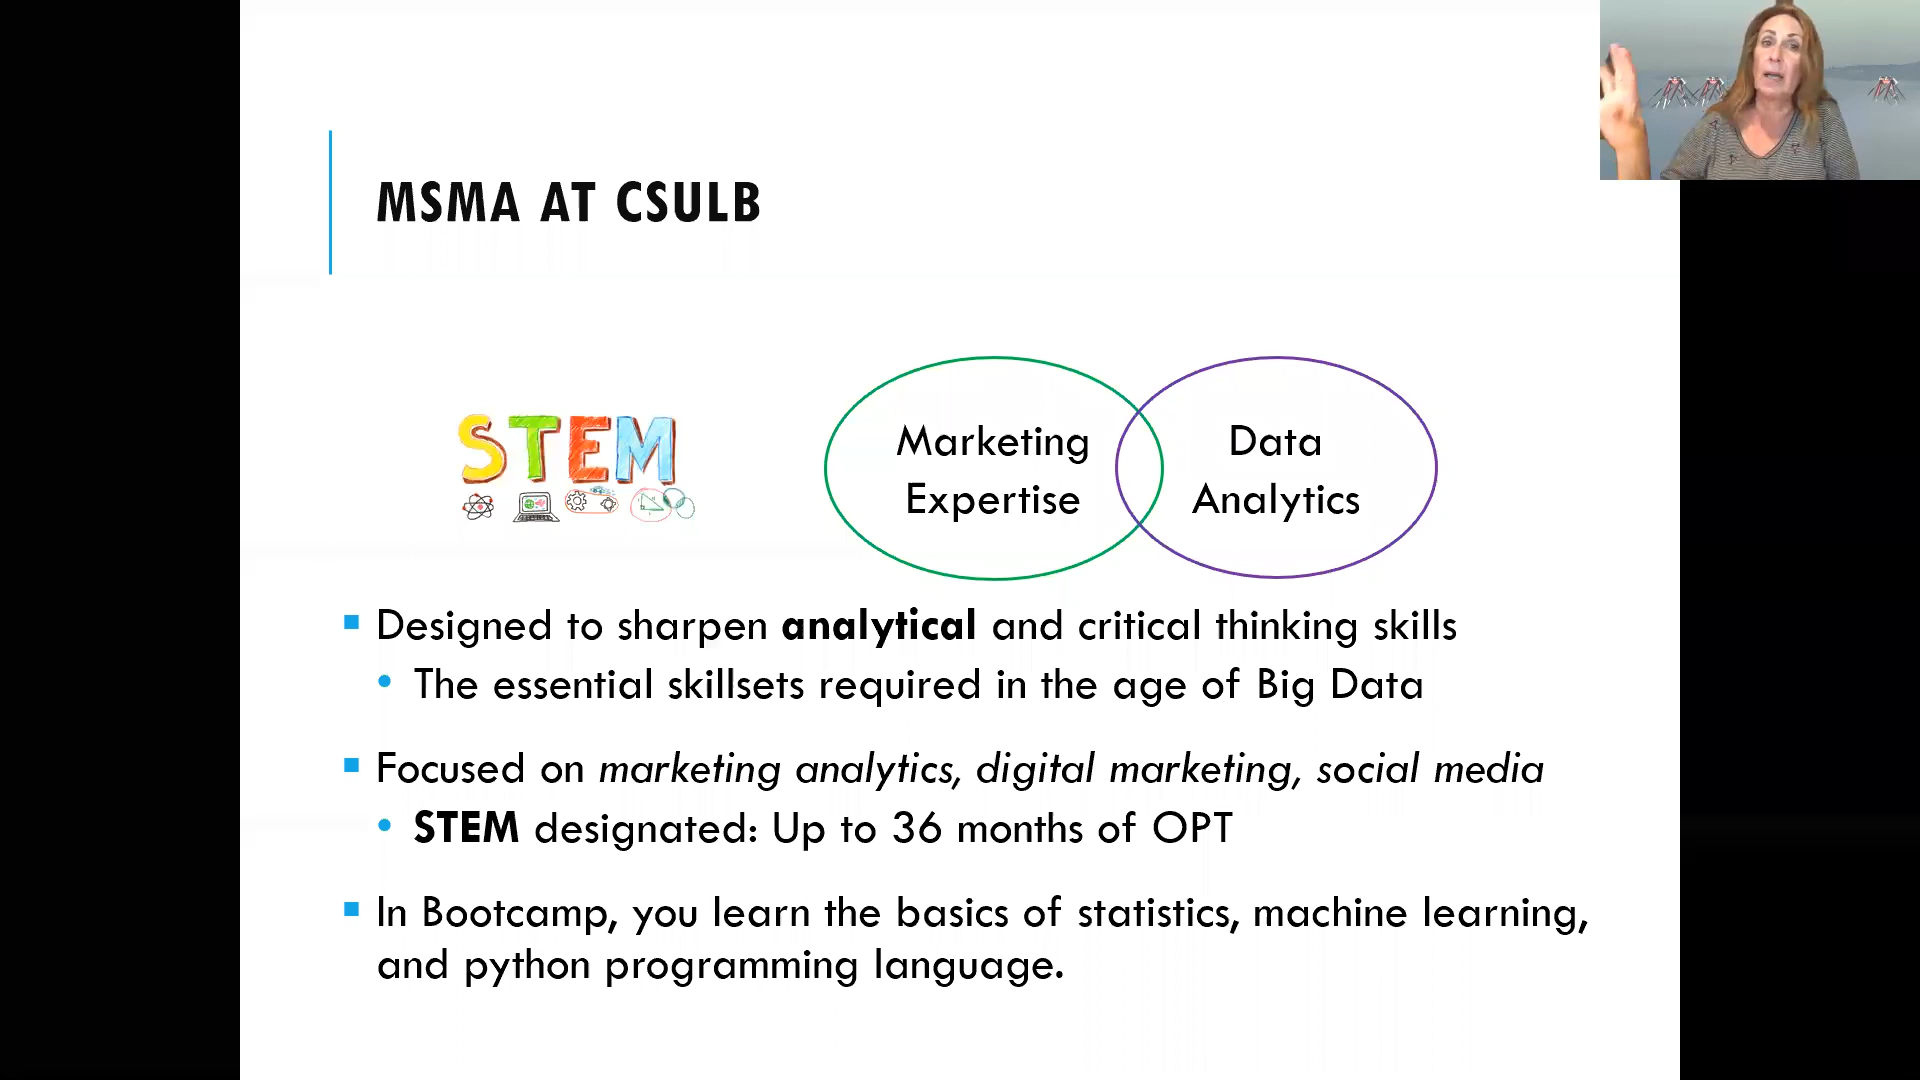 MSMA AT CSULB
STEM
Marketing
Expertise
Data
Analytics
Designed to sharpen analytical and critical thinking skills
The essential skillsets required in the age of Big Data
Focused on marketing analytics, digital marketing, social media
STEM designated: Up to 36 months of OPT
In Bootcamp, you learn the basics of statistics, machine learning,
and python programming language.